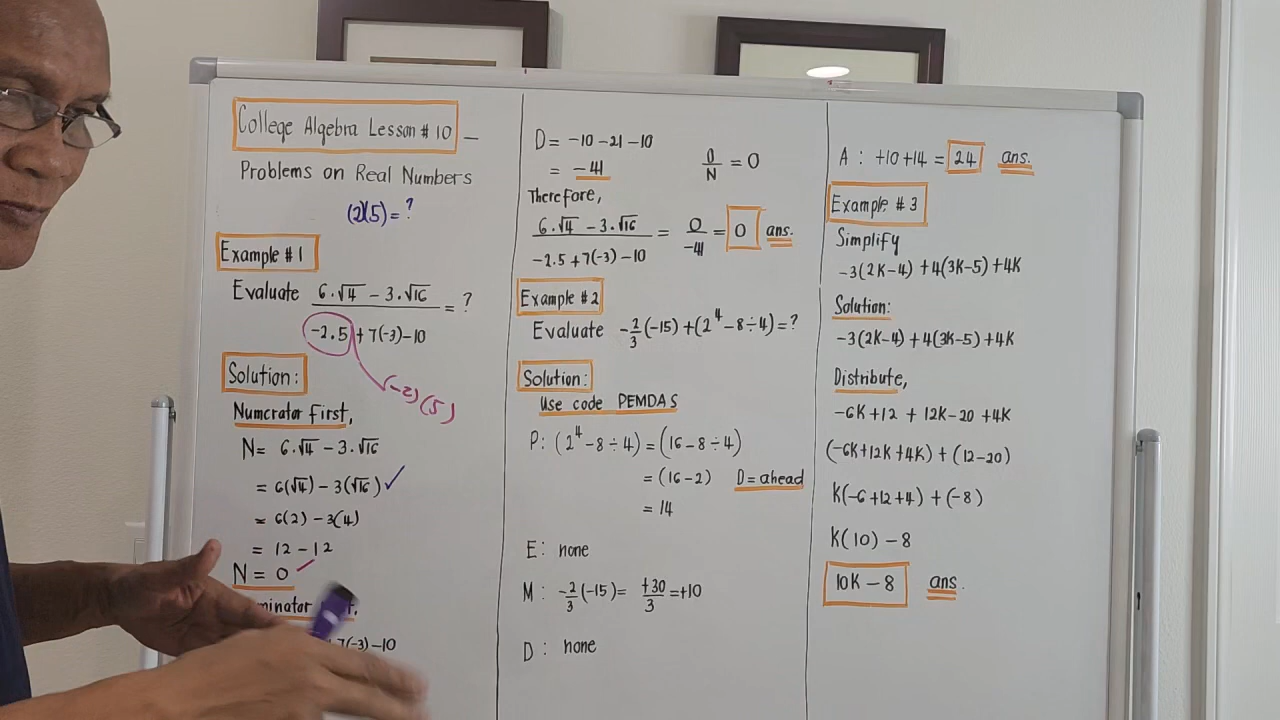 College Algebra Lesson # 10 –
Problems on Real Numbers
(2)(5) = ?
Example # 1
Evaluate (6·√4 – 3·√16) / (-2·5 + 7(-3) – 10) = ?
(-2)(5)
Solution:
Numerator First,
N = 6·√4 – 3·√16
= 6(√4) – 3(√16) ✓
= 6(2) – 3(4)
= 12 – 12
N = 0
7(-3) – 10
D = -10 – 21 – 10
= -41
0/N = 0
Therefore,
(6·√4 – 3·√16) / (-2.5 + 7(-3) – 10) = 0/-41 = 0 ans.
Example # 2
Evaluate -2/3(-15) + (2⁴ – 8 ÷ 4) = ?
Solution:
Use code PEMDAS
P: (2⁴ – 8 ÷ 4) = (16 – 8 ÷ 4)
= (16 – 2) D = ahead
= 14
E: none
M: -2/3(-15) = +30/3 = +10
D: none
A: +10 + 14 = 24 ans.
Example # 3
Simplify
-3(2K – 4) + 4(3K – 5) + 4K
Solution:
-3(2K – 4) + 4(3K – 5) + 4K
Distribute,
-6K + 12 + 12K – 20 + 4K
(-6K + 12K + 4K) + (12 – 20)
K(-6 + 12 + 4) + (-8)
K(10) – 8
10K – 8 ans.